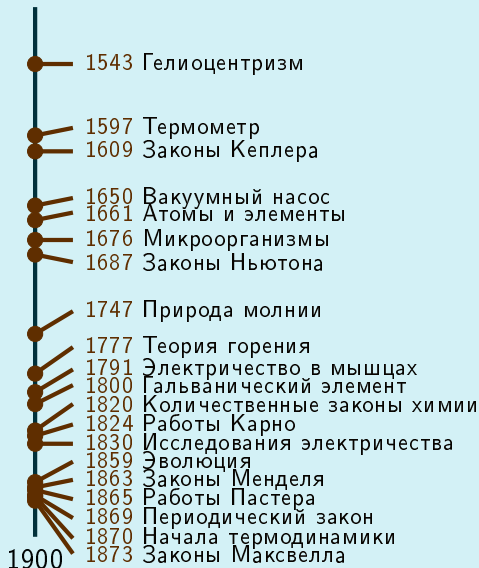 1543 Гелиоцентризм
1597 Термометр
1609 Законы Кеплера
1650 Вакуумный насос
1661 Атомы и элементы
1676 Микроорганизмы
1687 Законы Ньютона
1747 Природа молнии
1777 Теория горения
1791 Электричество в мышцах
1800 Гальванический элемент
1820 Количественные законы химии
1824 Работы Карно
1830 Исследования электричества
1859 Эволюция
1863 Законы Менделя
1865 Работы Пастера
1869 Периодический закон
1870 Начала термодинамики
1873 Законы Максвелла
1900